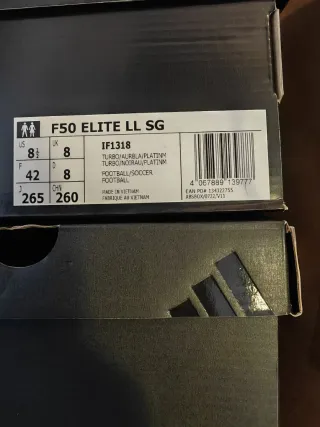 F50 ELITE LL SG
US UK
8½ 8
F D
42 8
J CHN
265 260
IF1318
TURBO/AURBLA/PLATINM
TURBO/NOIRAU/PLATINM
FOOTBALL/SOCCER
FOOTBALL
MADE IN VIETNAM
FABRIQUE AU VIETNAM
4 067889 139777